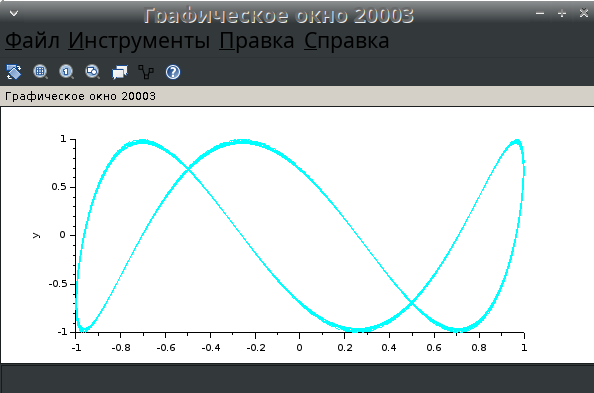 Графическое окно 20003
Файл Инструменты Правка Справка
Графическое окно 20003
1
0.5
0
-0.5
-1
y
-1 -0.8 -0.6 -0.4 -0.2 0 0.2 0.4 0.6 0.8 1